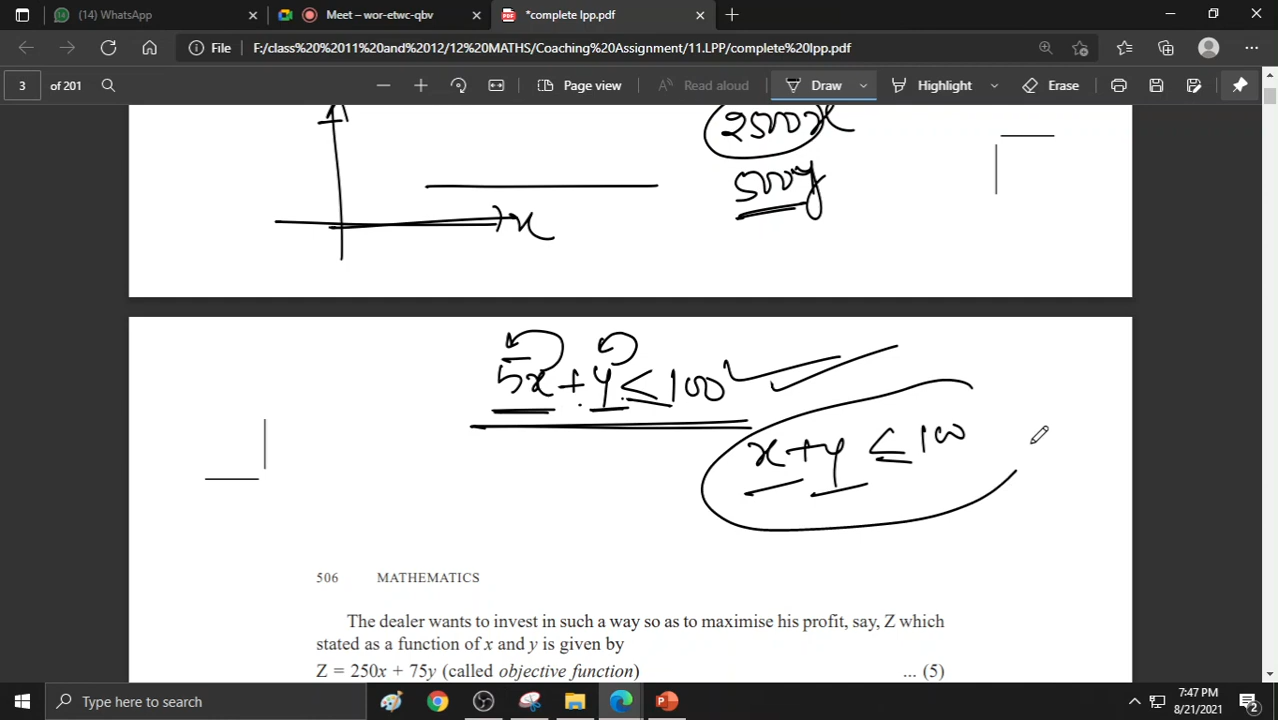 (14) WhatsApp
Meet – wor-etwc-qbv
*complete lpp.pdf
File
F:/class%20%2011%20and%2012/12%20MATHS/Coaching%20Assignment/11.LPP/complete%20lpp.pdf
3 of 201
Page view
Read aloud
Draw
Highlight
Erase
2500x
5000y
x
5x + y ≤ 100
x + y ≤ 100
506 MATHEMATICS
The dealer wants to invest in such a way so as to maximise his profit, say, Z which
stated as a function of x and y is given by
Z = 250x + 75y (called objective function) ... (5)
Type here to search
7:47 PM
8/21/2021
2